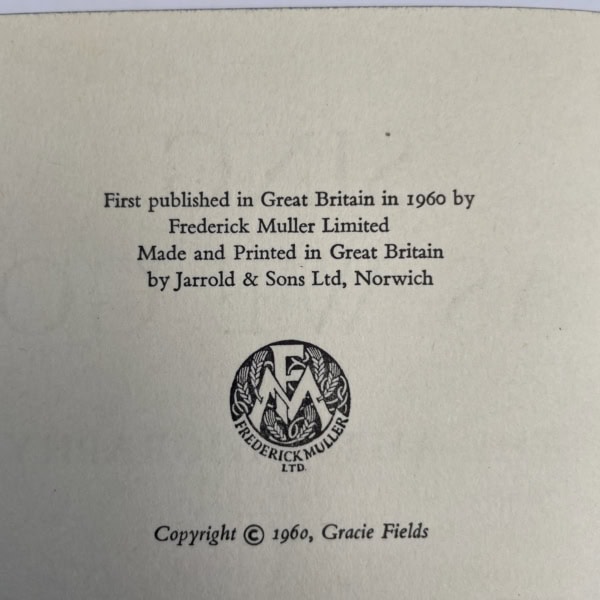 First published in Great Britain in 1960 by
Frederick Muller Limited
Made and Printed in Great Britain
by Jarrold & Sons Ltd, Norwich
FM
FREDERICK MULLER
LTD.
Copyright © 1960, Gracie Fields